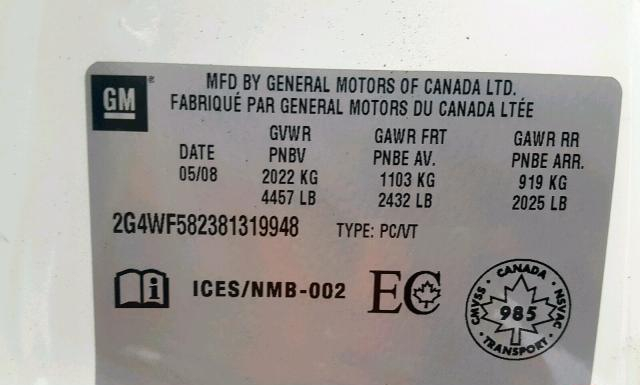 GM
®
MFD BY GENERAL MOTORS OF CANADA LTD.
FABRIQUÉ PAR GENERAL MOTORS DU CANADA LTÉE
GVWR GAWR FRT GAWR RR
DATE PNBV PNBE AV. PNBE ARR.
05/08 2022 KG 1103 KG 919 KG
4457 LB 2432 LB 2025 LB
2G4WF582381319948 TYPE: PC/VT
i ICES/NMB-002 EC
CANADA
CMVSS 985 NSVAC
TRANSPORT